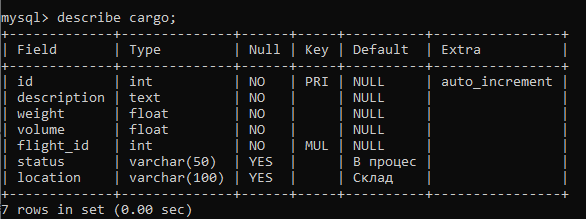 mysql> describe cargo;
+-------------+--------------+------+-----+----------+----------------+
| Field | Type | Null | Key | Default | Extra |
+-------------+--------------+------+-----+----------+----------------+
| id | int | NO | PRI | NULL | auto_increment |
| description | text | NO | | NULL | |
| weight | float | NO | | NULL | |
| volume | float | NO | | NULL | |
| flight_id | int | NO | MUL | NULL | |
| status | varchar(50) | YES | | В процес | |
| location | varchar(100) | YES | | Склад | |
+-------------+--------------+------+-----+----------+----------------+
7 rows in set (0.00 sec)